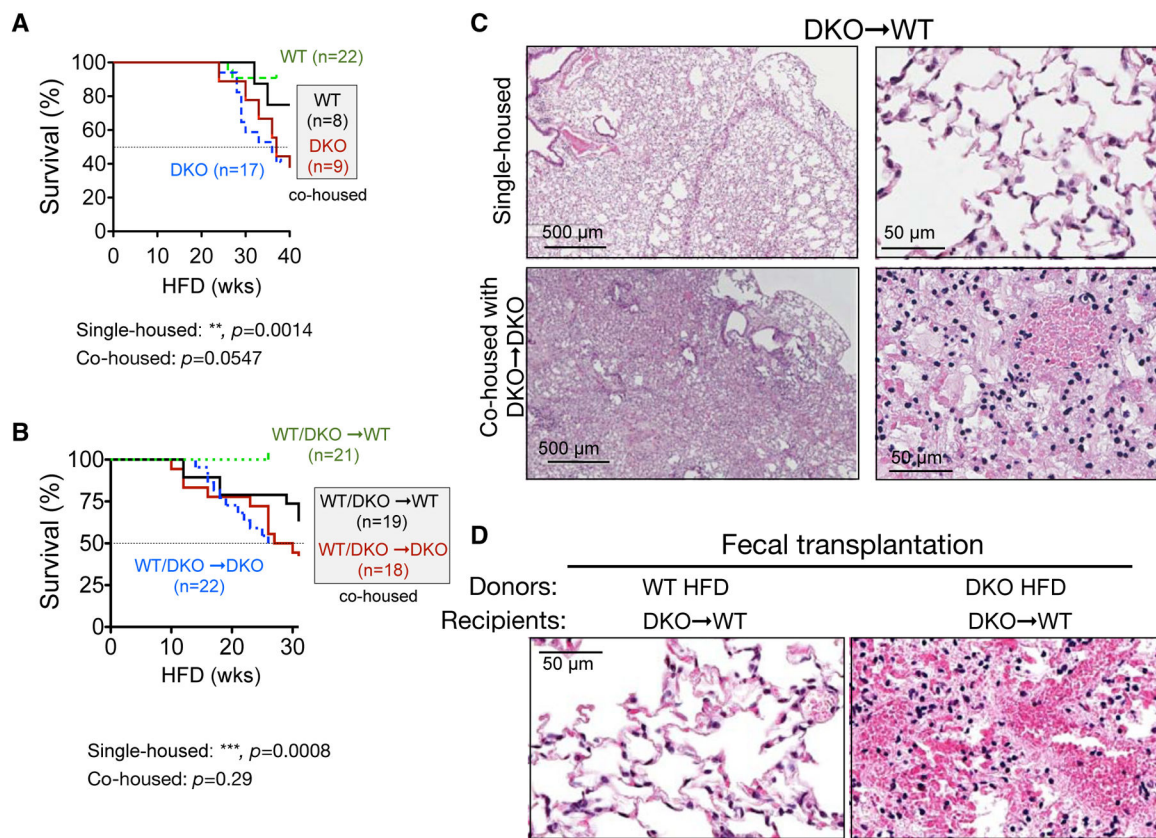 A
Survival (%)
100
80
60
40
20
0
0 10 20 30 40
HFD (wks)
WT (n=22)
WT
(n=8)
DKO
(n=9)
co-housed
DKO (n=17)
Single-housed: **, p=0.0014
Co-housed: p=0.0547
B
Survival (%)
100
75
50
25
0
0 10 20 30
HFD (wks)
WT/DKO →WT
(n=21)
WT/DKO →WT
(n=19)
WT/DKO →DKO
(n=18)
co-housed
WT/DKO →DKO
(n=22)
Single-housed: ***, p=0.0008
Co-housed: p=0.29
C
DKO→WT
Single-housed
500 µm
50 µm
Co-housed with
DKO→DKO
500 µm
50 µm
D
Fecal transplantation
Donors: WT HFD DKO HFD
Recipients: DKO→WT DKO→WT
50 µm